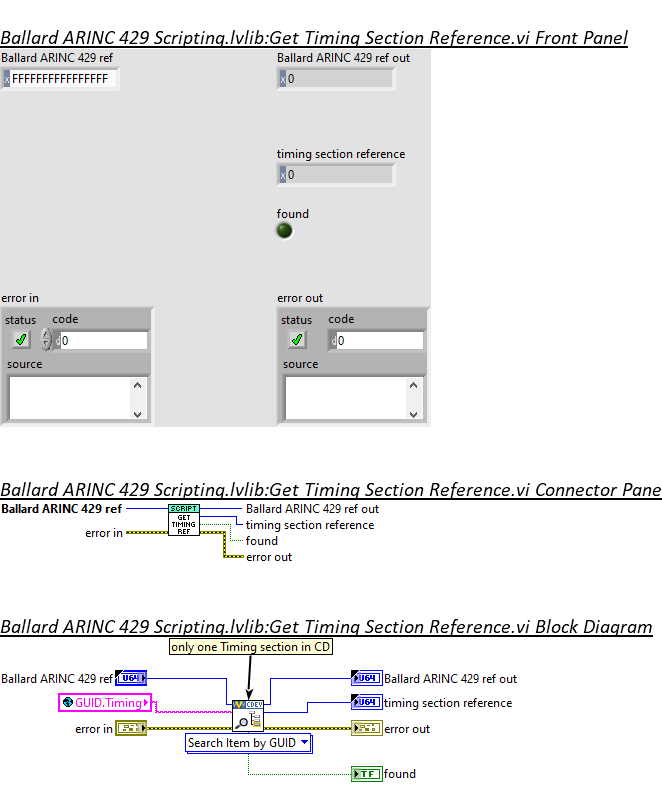 Ballard ARINC 429 Scripting.lvlib:Get Timing Section Reference.vi Front Panel
Ballard ARINC 429 ref
Ballard ARINC 429 ref out
x FFFFFFFFFFFFFFFF
x 0
timing section reference
x 0
found
error in
error out
status code
status code
d 0
d 0
source
source
Ballard ARINC 429 Scripting.lvlib:Get Timing Section Reference.vi Connector Pane
Ballard ARINC 429 ref
SCRIPT
Ballard ARINC 429 ref out
GET
TIMING
REF
timing section reference
error in
found
error out
Ballard ARINC 429 Scripting.lvlib:Get Timing Section Reference.vi Block Diagram
only one Timing section in CD
Ballard ARINC 429 ref
U64
U64
Ballard ARINC 429 ref out
GUID.Timing
CDEV
U64
timing section reference
error in
error out
Search Item by GUID
TF
found